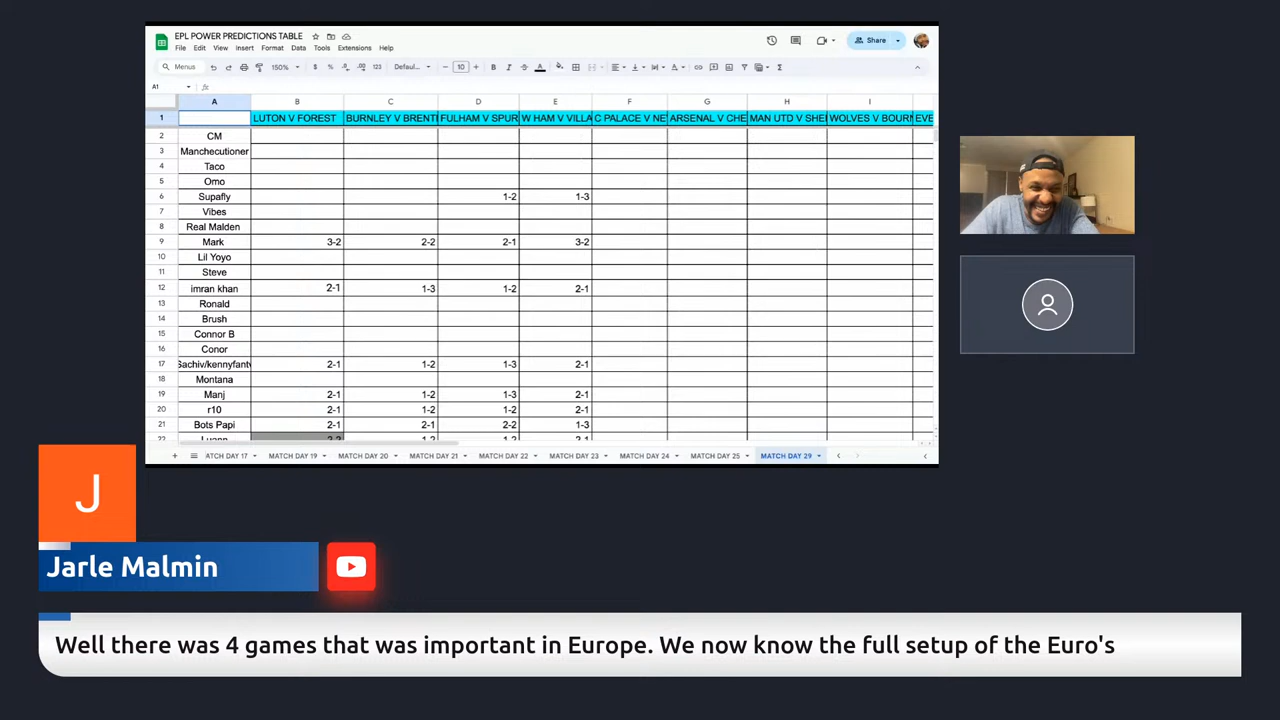 EPL POWER PREDICTIONS TABLE
File Edit View Insert Format Data Tools Extensions Help
Share
Menus 150% $ % 123 Defaul... 10
A1
A B C D E F G H I
1 LUTON V FOREST BURNLEY V BRENTI FULHAM V SPUR W HAM V VILLA C PALACE V NE ARSENAL V CHE MAN UTD V SHEI WOLVES V BOURN EVE
2 CM
3 Manchecutioner
4 Taco
5 Omo
6 Supafly 1-2 1-3
7 Vibes
8 Real Malden
9 Mark 3-2 2-2 2-1 3-2
10 Lil Yoyo
11 Steve
12 imran khan 2-1 1-3 1-2 2-1
13 Ronald
14 Brush
15 Connor B
16 Conor
17 Sachiv/kennyfanty 2-1 1-2 1-3 2-1
18 Montana
19 Manj 2-1 1-2 1-3 2-1
20 r10 2-1 1-2 1-2 2-1
21 Bots Papi 2-1 2-1 2-2 1-3
ATCH DAY 17 MATCH DAY 19 MATCH DAY 20 MATCH DAY 21 MATCH DAY 22 MATCH DAY 23 MATCH DAY 24 MATCH DAY 25 MATCH DAY 29
J
Jarle Malmin
Well there was 4 games that was important in Europe. We now know the full setup of the Euro's